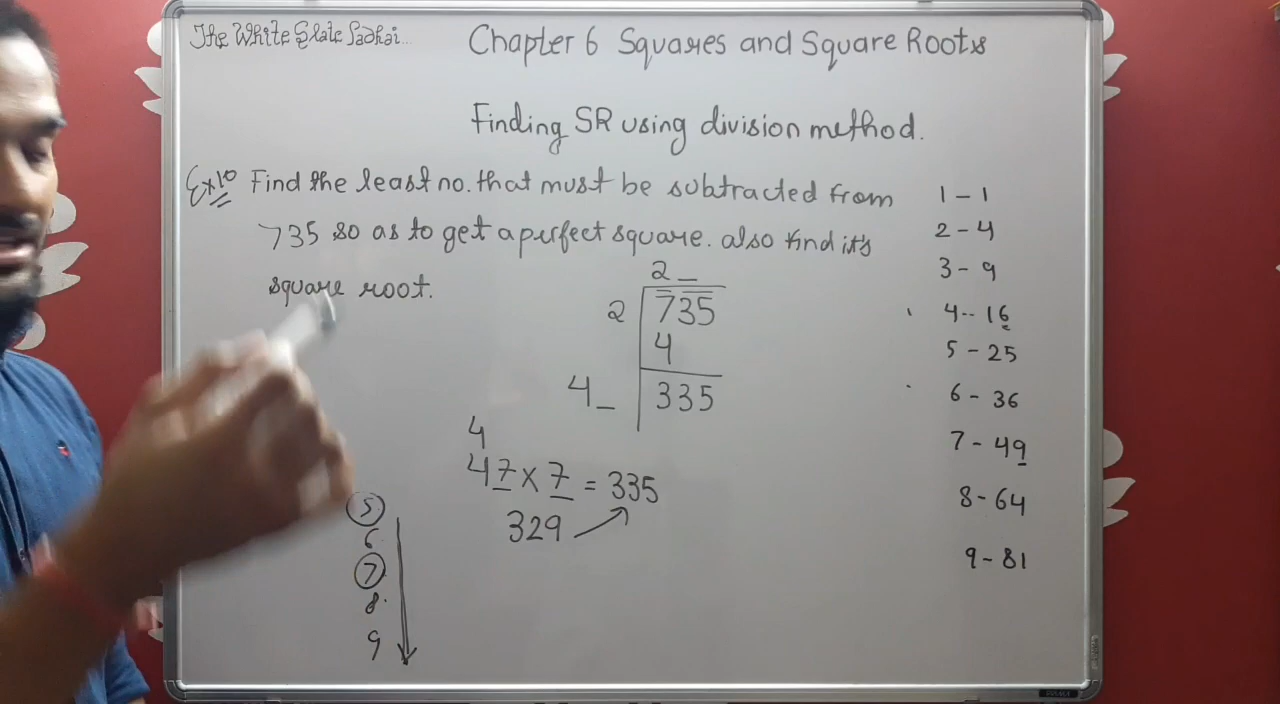 The White Slate Padhai...
Chapter 6 Squares and Square Roots
Finding SR using division method.
Ex 10 Find the least no. that must be subtracted from
735 so as to get a perfect square. also find it's
square root.
2 _
2 735
4
4_ 335
4
47 x 7 = 335
329
5
6
7
8
9
1 - 1
2 - 4
3 - 9
4 -- 16
5 - 25
6 - 36
7 - 49
8 - 64
9 - 81